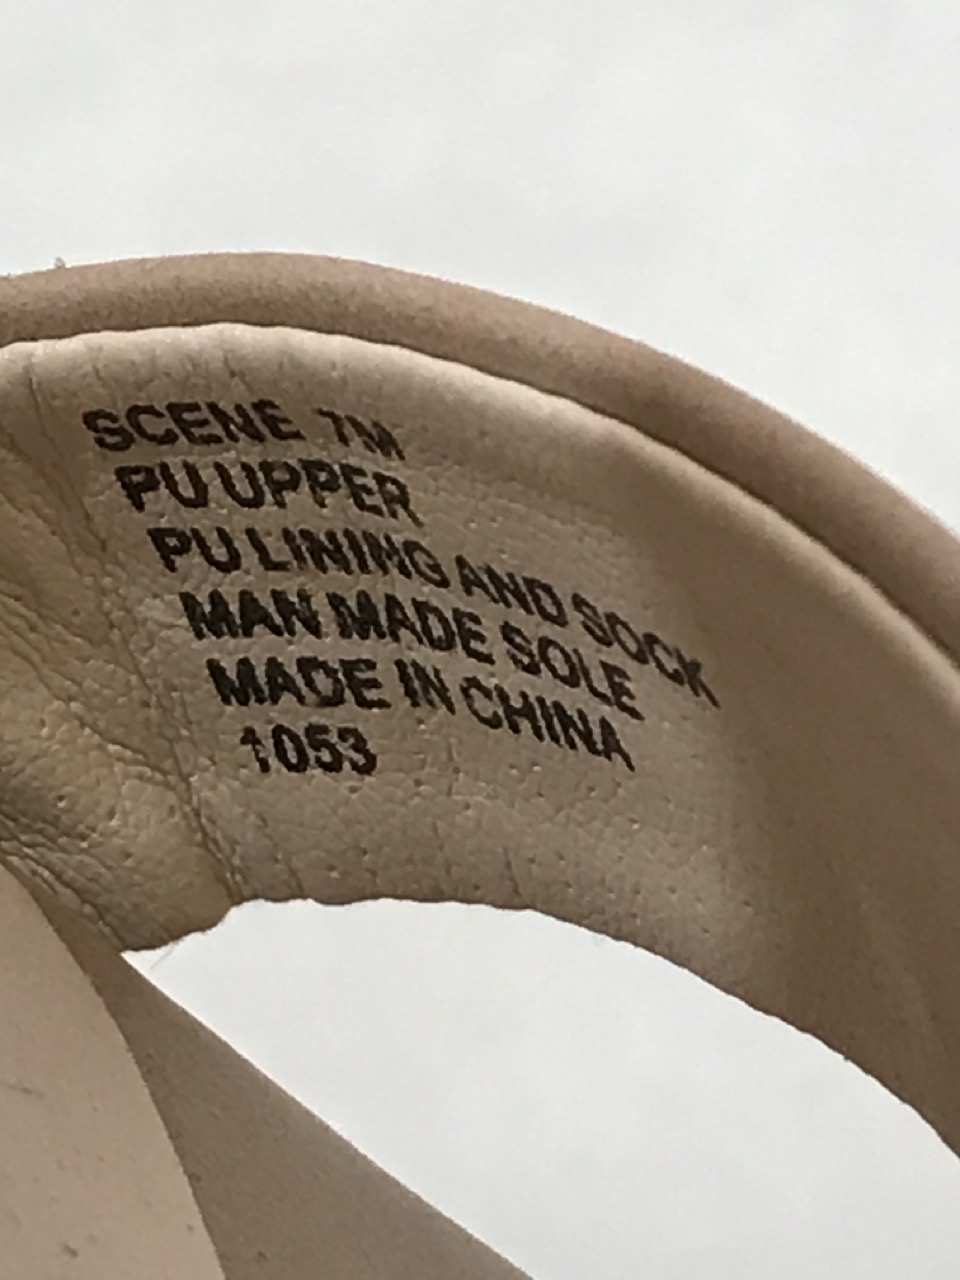 SCENE 7M
PU UPPER
PU LINING AND SOCK
MAN MADE SOLE
MADE IN CHINA
1053